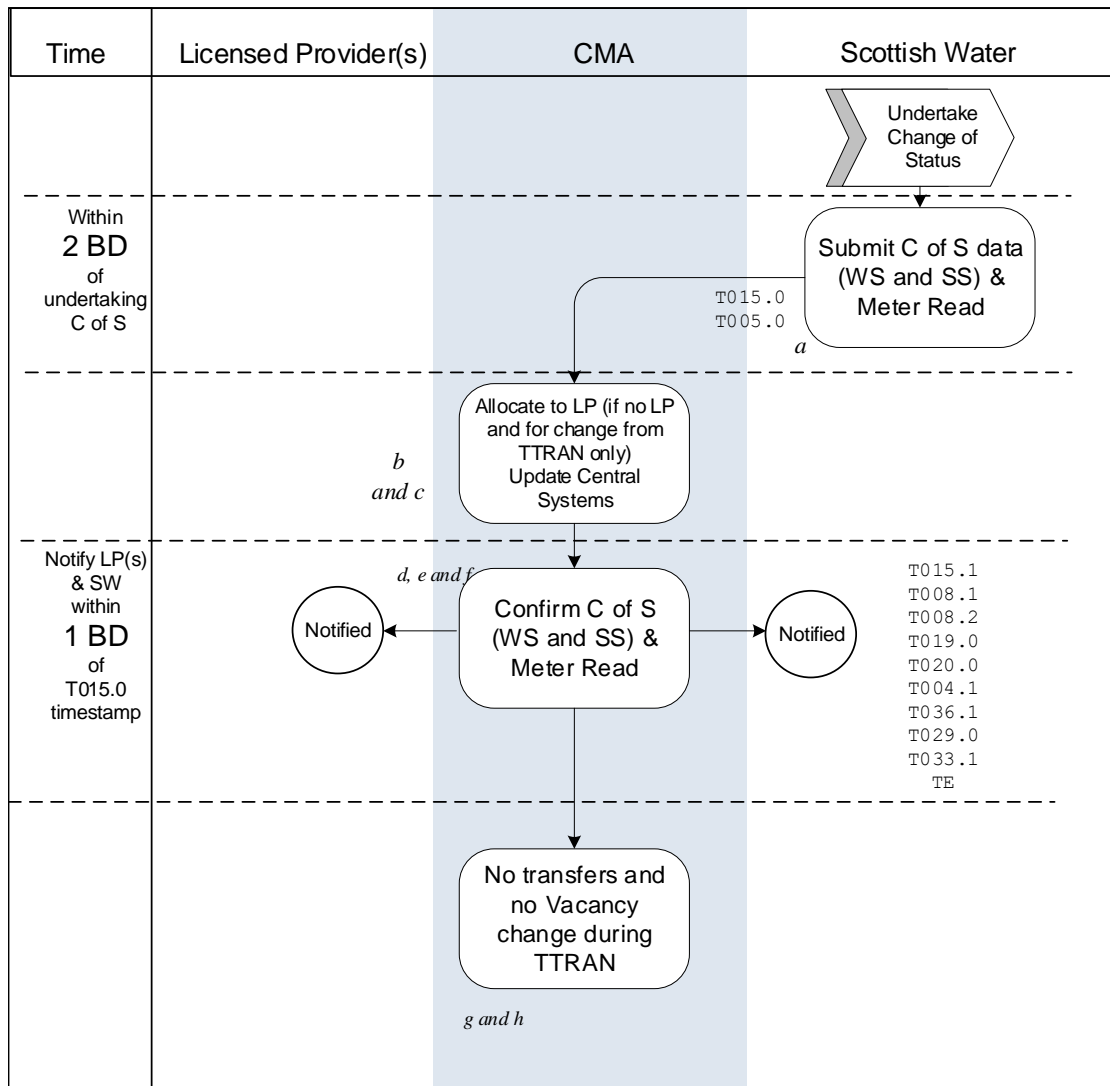 Time
Licensed Provider(s)
CMA
Scottish Water
Undertake
Change of
Status
Within
2 BD
of
undertaking
C of S
Submit C of S data
(WS and SS) &
Meter Read
T015.0
T005.0
a
Allocate to LP (if no LP
and for change from
TTRAN only)
Update Central
Systems
b
and c
Notify LP(s)
& SW
within
1 BD
of
T015.0
timestamp
d, e and f
Notified
Confirm C of S
(WS and SS) &
Meter Read
Notified
T015.1
T008.1
T008.2
T019.0
T020.0
T004.1
T036.1
T029.0
T033.1
TE
No transfers and
no Vacancy
change during
TTRAN
g and h